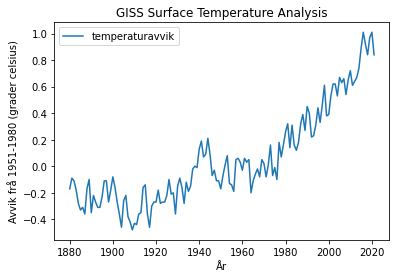 GISS Surface Temperature Analysis
temperaturavvik
Avvik frå 1951-1980 (grader celsius)
1.0
0.8
0.6
0.4
0.2
0.0
−0.2
−0.4
1880 1900 1920 1940 1960 1980 2000 2020
År